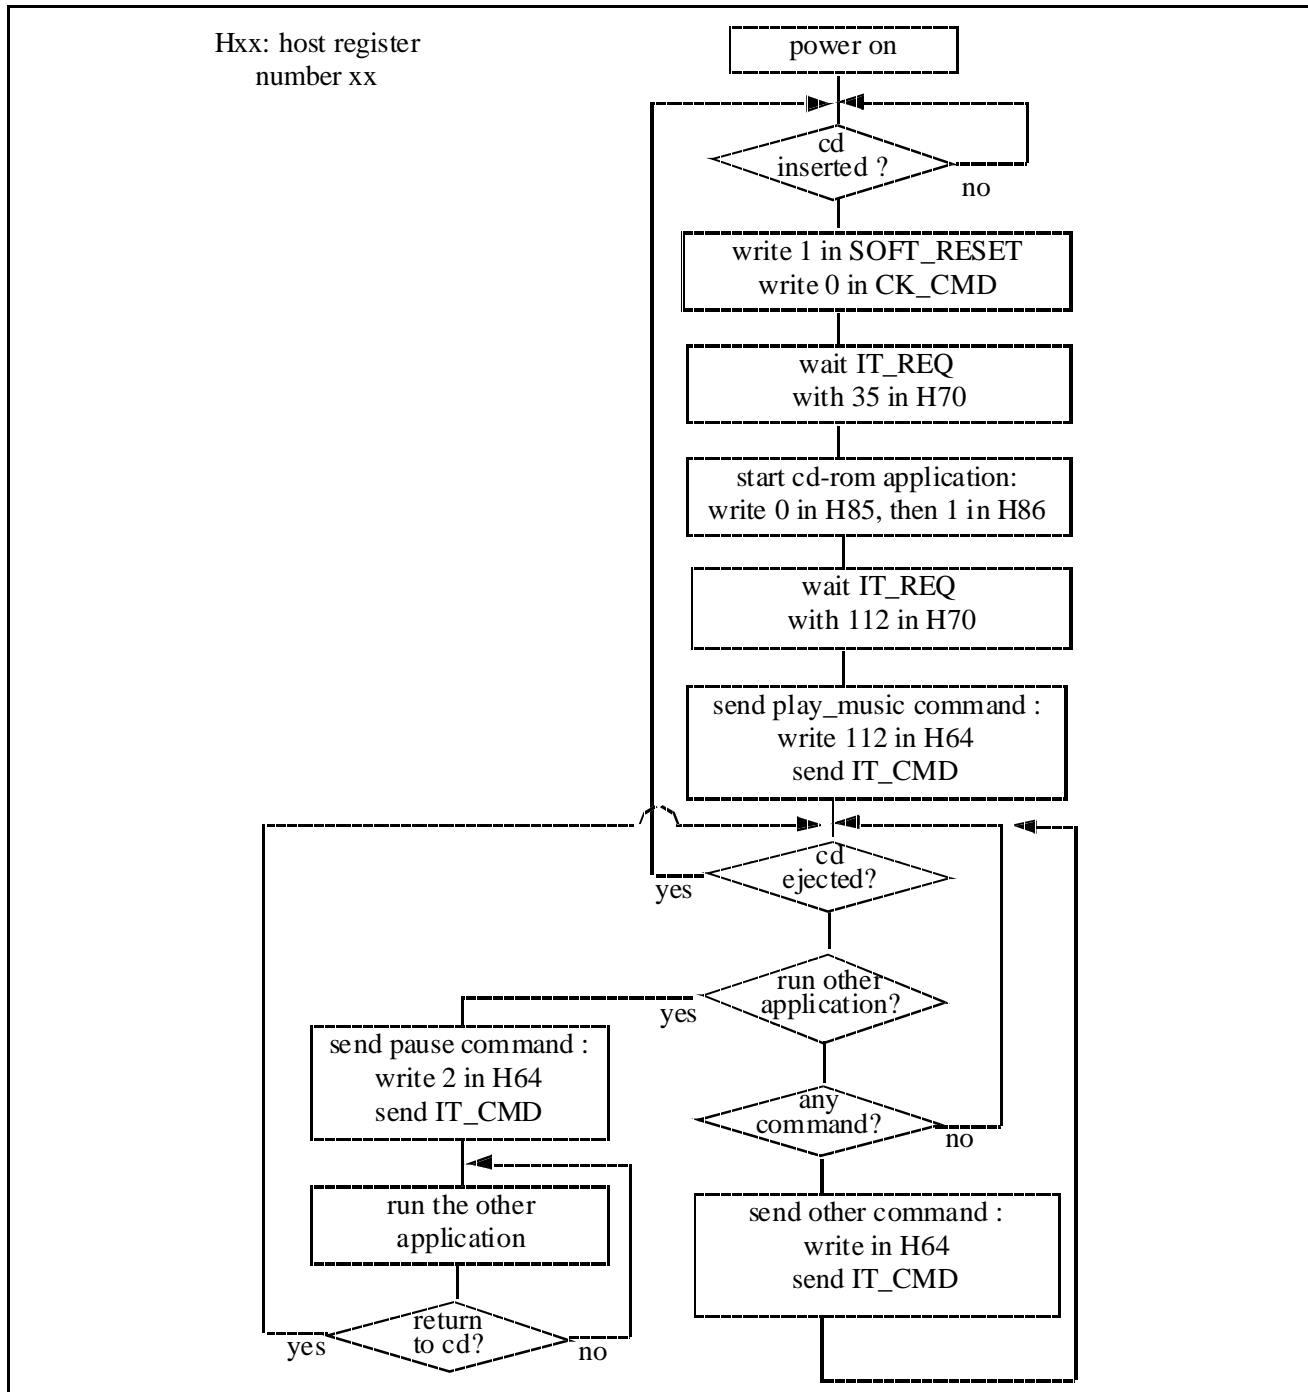 Hxx: host register
number xx
power on
cd
inserted ?
no
write 1 in SOFT_RESET
write 0 in CK_CMD
wait IT_REQ
with 35 in H70
start cd-rom application:
write 0 in H85, then 1 in H86
wait IT_REQ
with 112 in H70
send play_music command :
write 112 in H64
send IT_CMD
cd
ejected?
yes
run other
application?
yes
send pause command :
write 2 in H64
send IT_CMD
any
command?
no
run the other
application
send other command :
write in H64
send IT_CMD
return
to cd?
yes
no